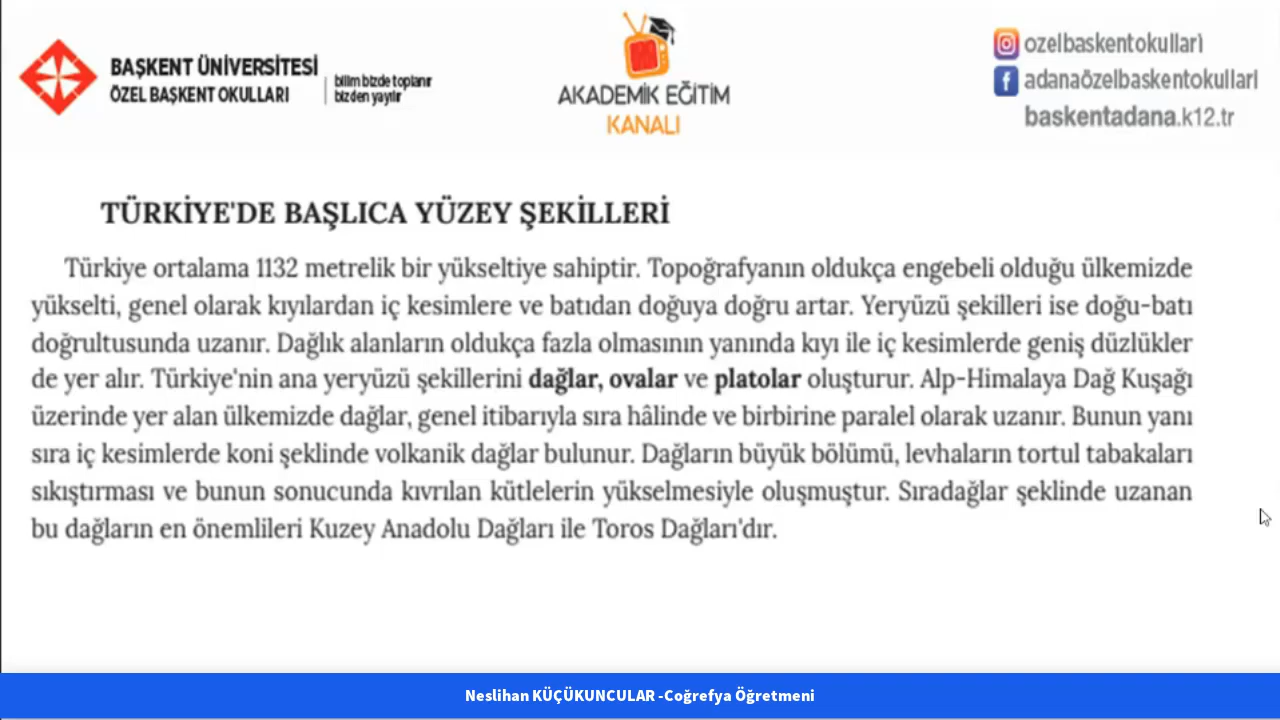 BAŞKENT ÜNİVERSİTESİ
ÖZEL BAŞKENT OKULLARI
bilim bizde toplanır
bizden yayılır
AKADEMİK EĞİTİM
KANALI
ozelbaskentokullari
adanaözelbaskentokullari
baskentadana.k12.tr
TÜRKİYE'DE BAŞLICA YÜZEY ŞEKİLLERİ
Türkiye ortalama 1132 metrelik bir yükseltiye sahiptir. Topoğrafyanın oldukça engebeli olduğu ülkemizde
yükselti, genel olarak kıyılardan iç kesimlere ve batıdan doğuya doğru artar. Yeryüzü şekilleri ise doğu-batı
doğrultusunda uzanır. Dağlık alanların oldukça fazla olmasının yanında kıyı ile iç kesimlerde geniş düzlükler
de yer alır. Türkiye'nin ana yeryüzü şekillerini dağlar, ovalar ve platolar oluşturur. Alp-Himalaya Dağ Kuşağı
üzerinde yer alan ülkemizde dağlar, genel itibarıyla sıra hâlinde ve birbirine paralel olarak uzanır. Bunun yanı
sıra iç kesimlerde koni şeklinde volkanik dağlar bulunur. Dağların büyük bölümü, levhaların tortul tabakaları
sıkıştırması ve bunun sonucunda kıvrılan kütlelerin yükselmesiyle oluşmuştur. Sıradağlar şeklinde uzanan
bu dağların en önemlileri Kuzey Anadolu Dağları ile Toros Dağları'dır.
Neslihan KÜÇÜKUNCULAR -Coğrefya Öğretmeni